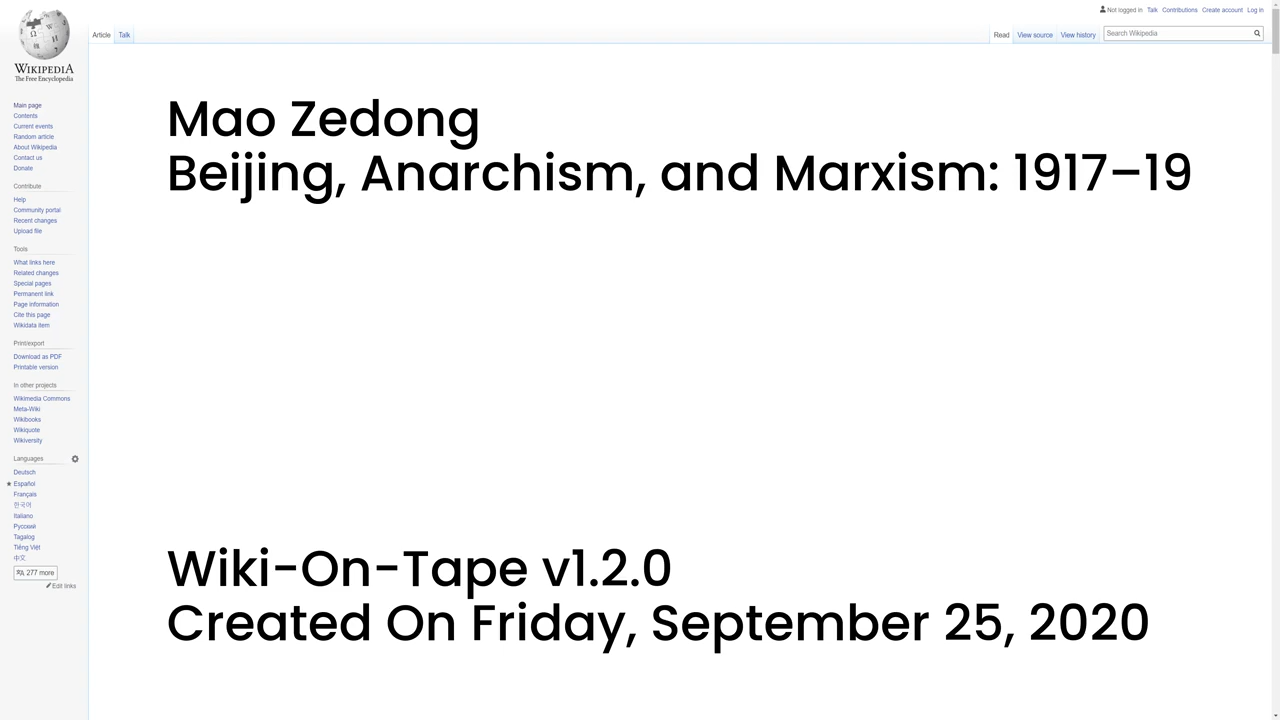 Not logged in Talk Contributions Create account Log in
Article Talk Read View source View history Search Wikipedia
WIKIPEDIA
The Free Encyclopedia
Main page
Contents
Current events
Random article
About Wikipedia
Contact us
Donate
Contribute
Help
Community portal
Recent changes
Upload file
Tools
What links here
Related changes
Special pages
Permanent link
Page information
Cite this page
Wikidata item
Print/export
Download as PDF
Printable version
In other projects
Wikimedia Commons
Meta-Wiki
Wikibooks
Wikiquote
Wikiversity
Languages
Deutsch
Español
Français
한국어
Italiano
Русский
Tagalog
Tiếng Việt
中文
277 more
Edit links
Mao Zedong
Beijing, Anarchism, and Marxism: 1917–19
Wiki-On-Tape v1.2.0
Created On Friday, September 25, 2020